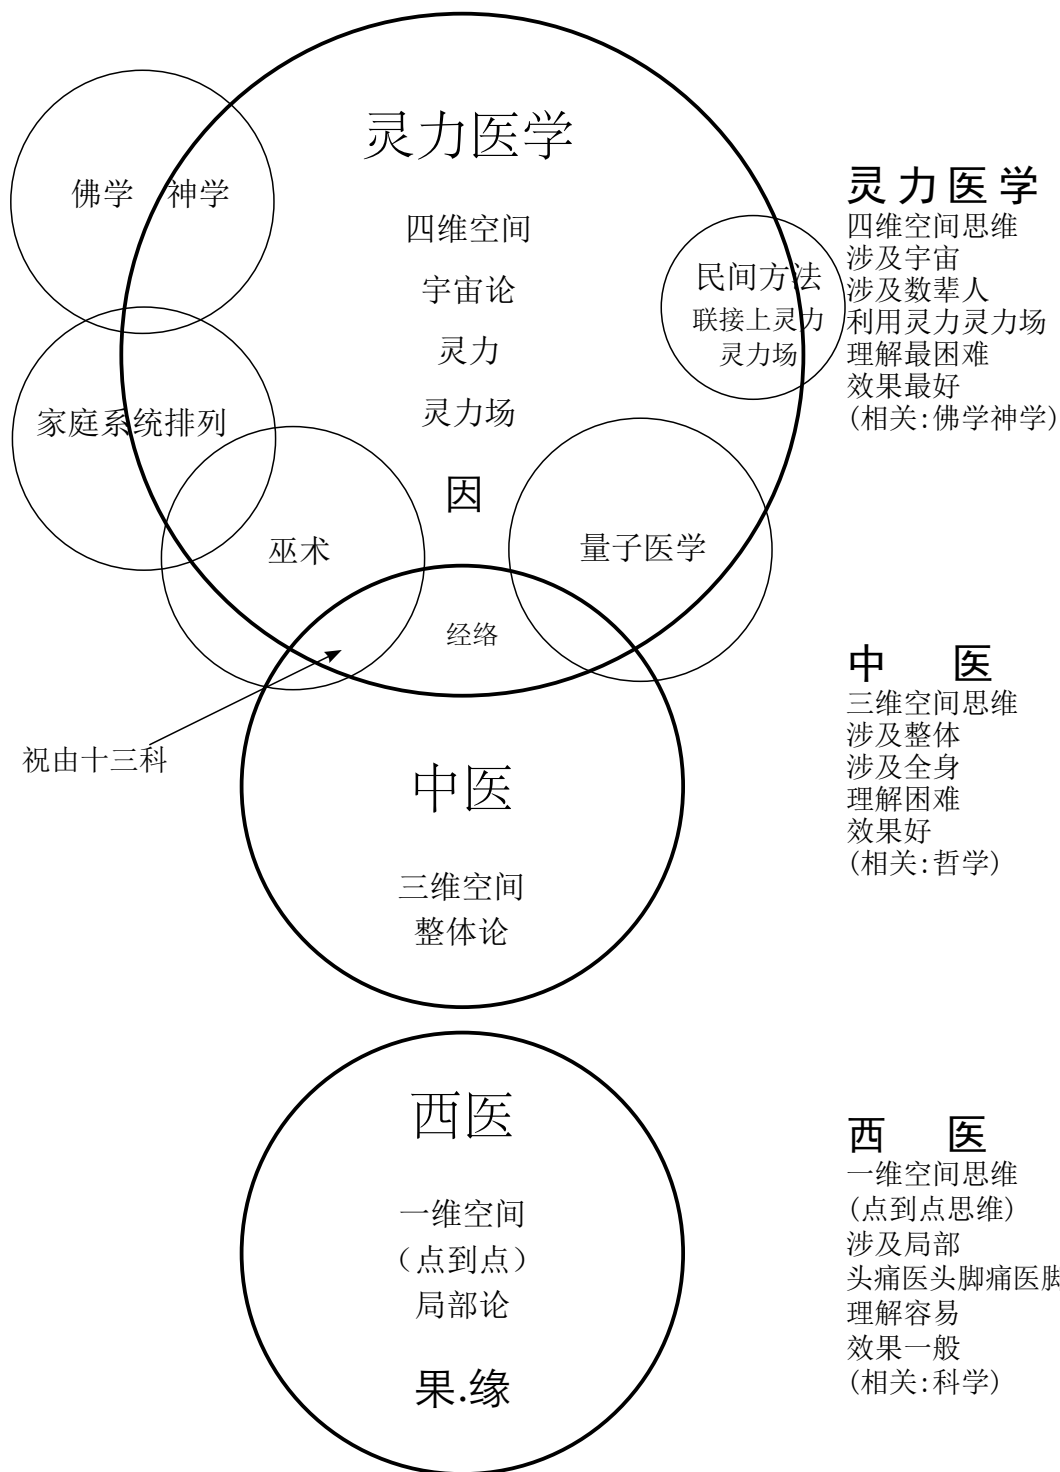 灵力医学
佛学 神学
四维空间
宇宙论
灵力
灵力场
因
民间方法
联接上灵力
灵力场
家庭系统排列
巫术
量子医学
经络
祝由十三科
中医
三维空间
整体论
西医
一维空间
（点到点）
局部论
果.缘
灵力医学
四维空间思维
涉及宇宙
涉及数辈人
利用灵力灵力场
理解最困难
效果最好
(相关:佛学神学)
中 医
三维空间思维
涉及整体
涉及全身
理解困难
效果好
(相关:哲学)
西 医
一维空间思维
(点到点思维)
涉及局部
头痛医头脚痛医脚
理解容易
效果一般
(相关:科学)